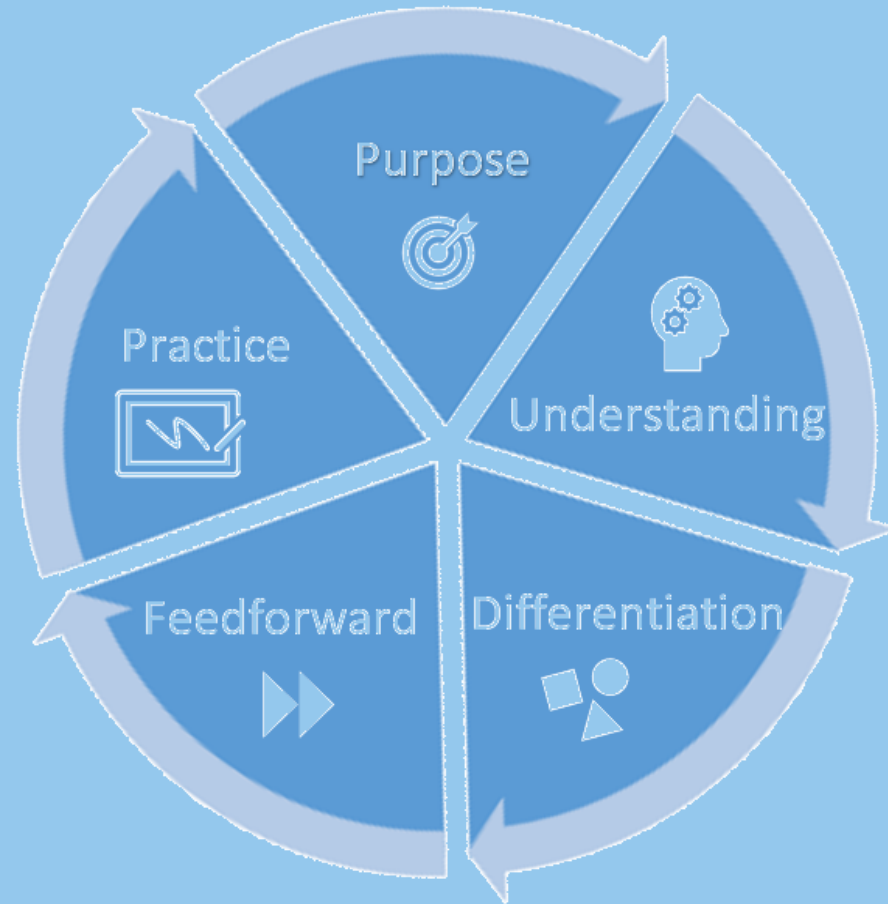 Purpose
Understanding
Differentiation
Feedforward
Practice